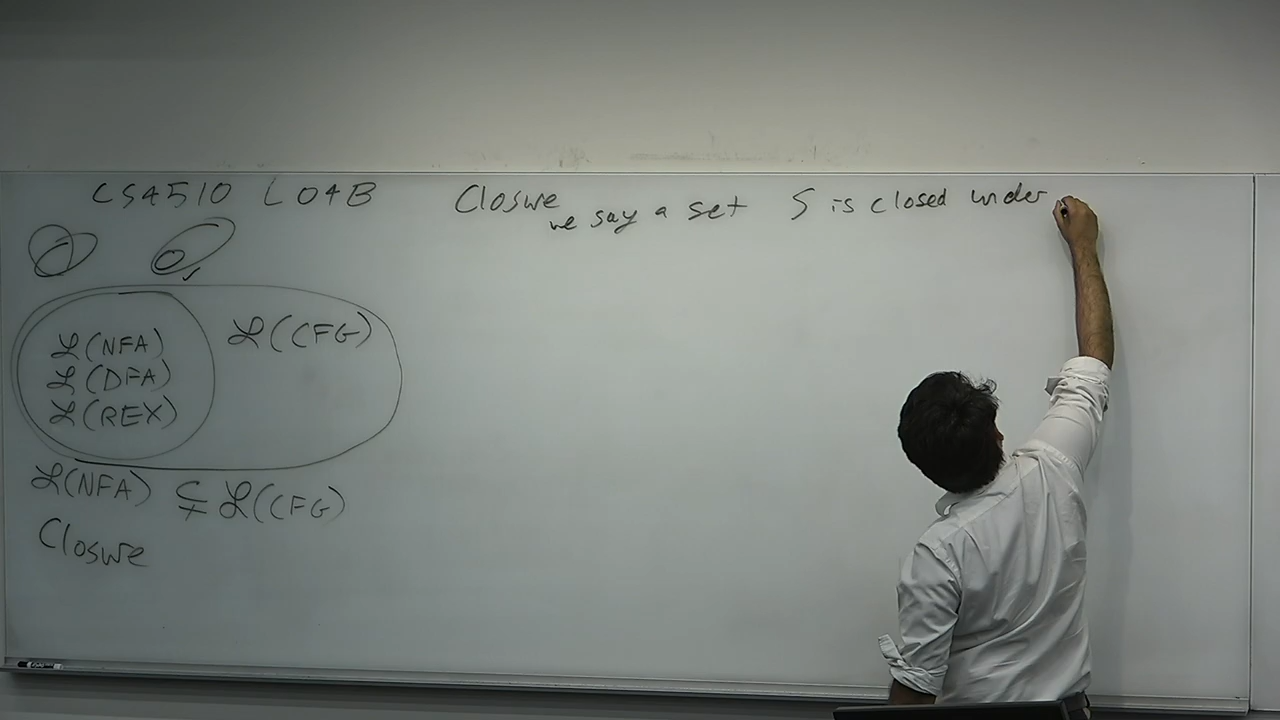 CS4510 L04B
ℒ(NFA)
ℒ(DFA)
ℒ(REX)
ℒ(CFG)
ℒ(NFA) ⊊ ℒ(CFG)
Closure
Closure
we say a set S is closed under